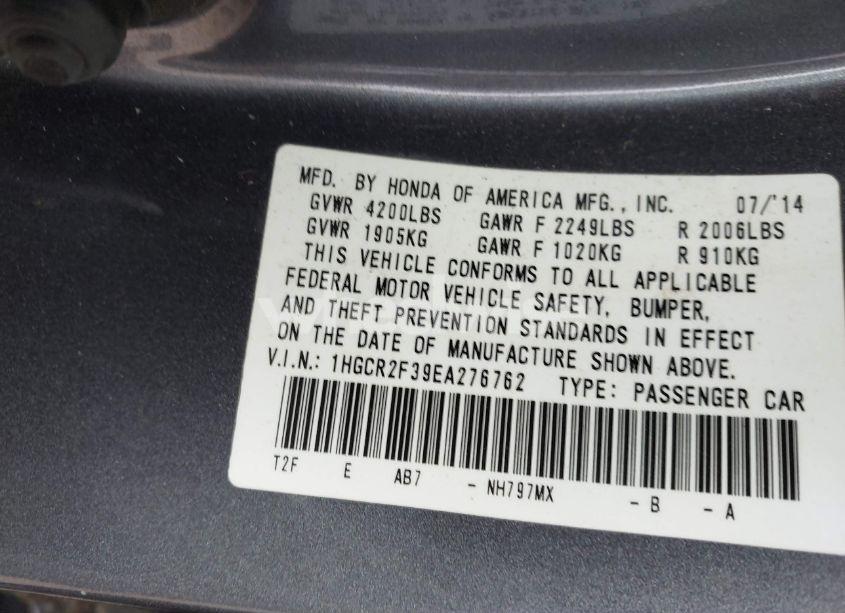 MFD. BY HONDA OF AMERICA MFG., INC. 07/'14
GVWR 4200LBS GAWR F 2249LBS R 2006LBS
GVWR 1905KG GAWR F 1020KG R 910KG
THIS VEHICLE CONFORMS TO ALL APPLICABLE
FEDERAL MOTOR VEHICLE SAFETY, BUMPER,
AND THEFT PREVENTION STANDARDS IN EFFECT
ON THE DATE OF MANUFACTURE SHOWN ABOVE.
V.I.N.: 1HGCR2F39EA276762 TYPE: PASSENGER CAR
T2F E AB7 - NH797MX - B - A